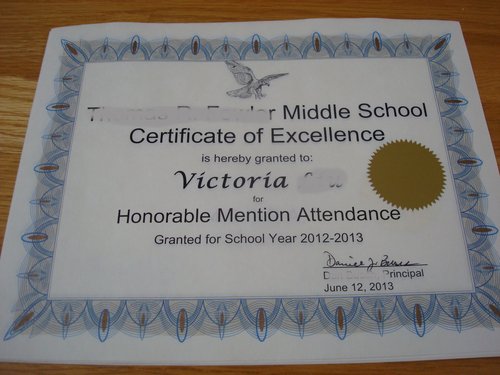 Middle School
Certificate of Excellence
is hereby granted to:
Victoria
for
Honorable Mention Attendance
Granted for School Year 2012-2013
Principal
June 12, 2013